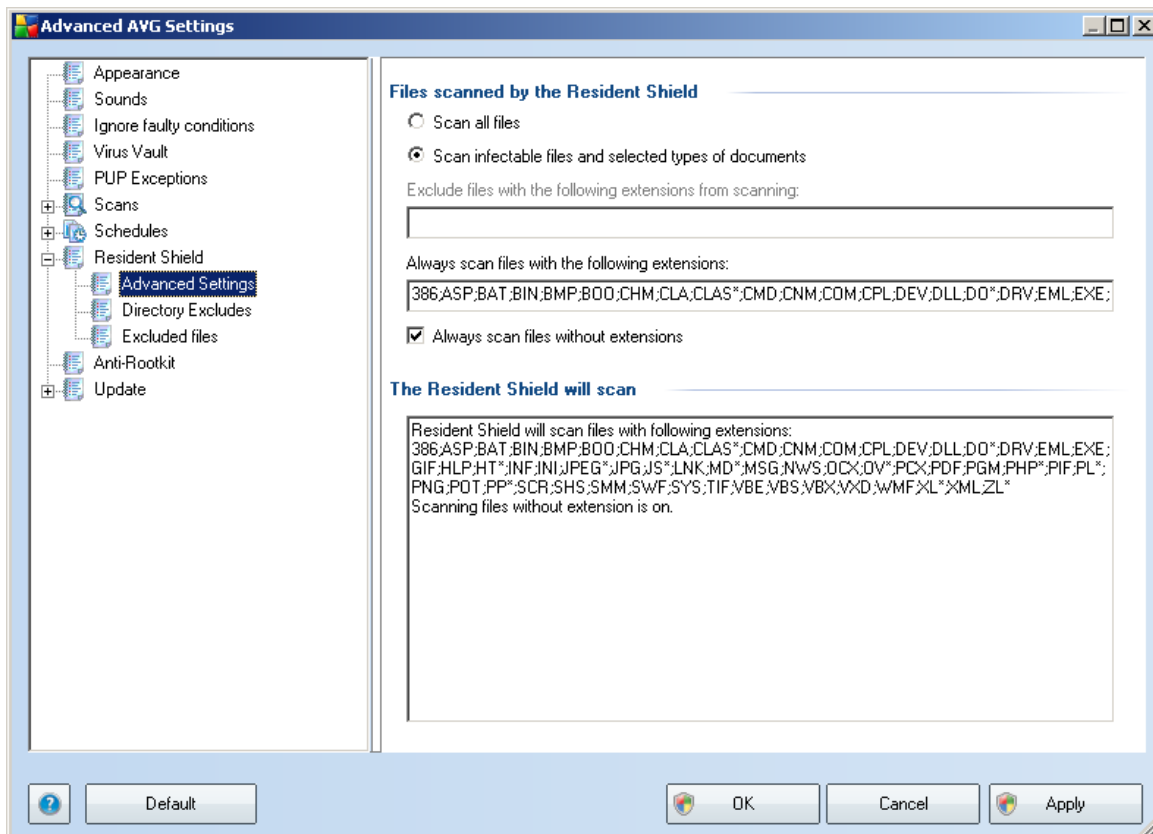 Advanced AVG Settings
Appearance
Sounds
Ignore faulty conditions
Virus Vault
PUP Exceptions
Scans
Schedules
Resident Shield
Advanced Settings
Directory Excludes
Excluded files
Anti-Rootkit
Update
Files scanned by the Resident Shield
Scan all files
Scan infectable files and selected types of documents
Exclude files with the following extensions from scanning:
Always scan files with the following extensions:
386;ASP;BAT;BIN;BMP;BOO;CHM;CLA;CLAS*;CMD;CNM;COM;CPL;DEV;DLL;DO*;DRV;EML;EXE;
Always scan files without extensions
The Resident Shield will scan
Resident Shield will scan files with following extensions:
386;ASP;BAT;BIN;BMP;BOO;CHM;CLA;CLAS*;CMD;CNM;COM;CPL;DEV;DLL;DO*;DRV;EML;EXE;
GIF;HLP;HT*;INF;INI;JPEG*;JPG;JS*;LNK;MD*;MSG;NWS;OCX;OV*;PCX;PDF;PGM;PHP*;PIF;PL*;
PNG;POT;PP*;SCR;SHS;SMM;SWF;SYS;TIF;VBE;VBS;VBX;VXD;WMF;XL*;XML;ZL*
Scanning files without extension is on.
Default
OK
Cancel
Apply